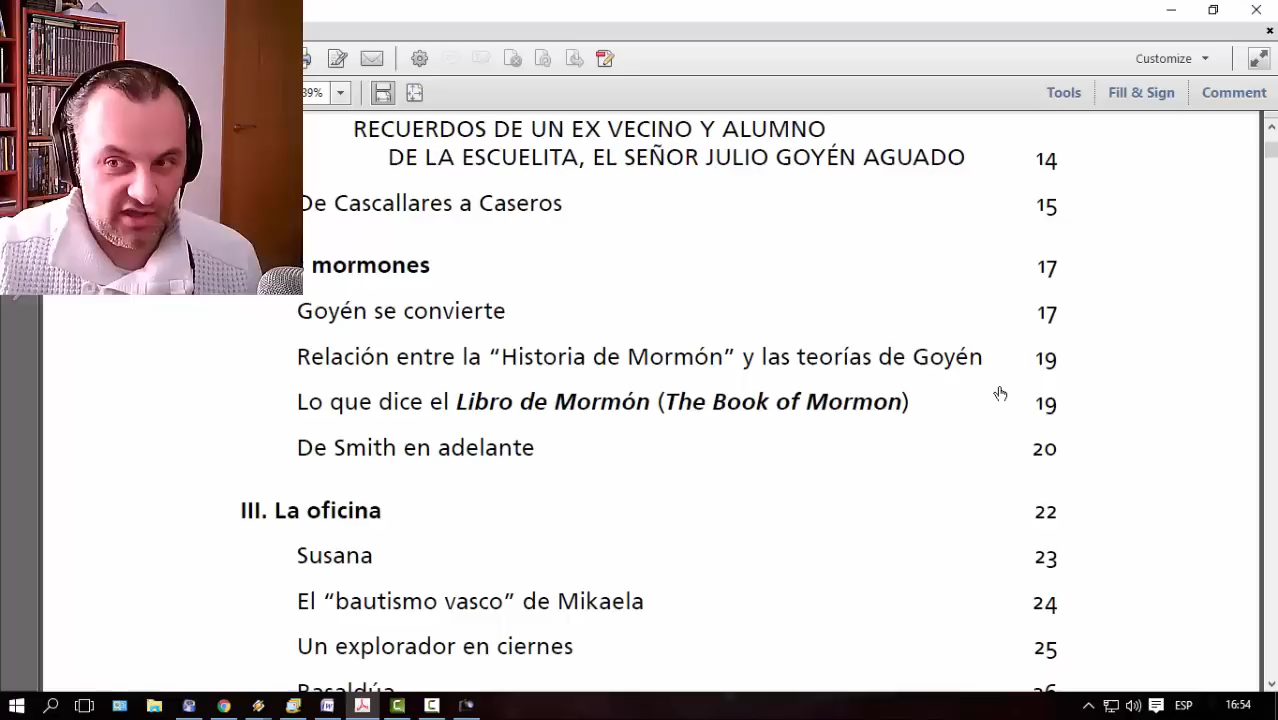 Customize
39%
Tools
Fill & Sign
Comment
RECUERDOS DE UN EX VECINO Y ALUMNO
DE LA ESCUELITA, EL SEÑOR JULIO GOYÉN AGUADO 14
De Cascallares a Caseros 15
mormones 17
Goyén se convierte 17
Relación entre la “Historia de Mormón” y las teorías de Goyén 19
Lo que dice el Libro de Mormón (The Book of Mormon) 19
De Smith en adelante 20
III. La oficina 22
Susana 23
El “bautismo vasco” de Mikaela 24
Un explorador en ciernes 25
Basaldúa 26
ESP
16:54